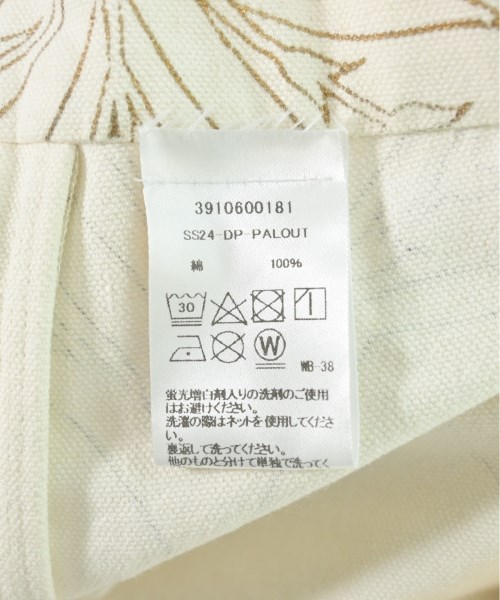 3910600181
SS24-DP-PALOUT
綿 100%
30
W
WB-38
蛍光増白剤入りの洗剤のご使用
はお避けください。
洗濯の際はネットを使用してくだ
さい。
裏返して洗ってください。
他のものと分けて単独で洗ってく